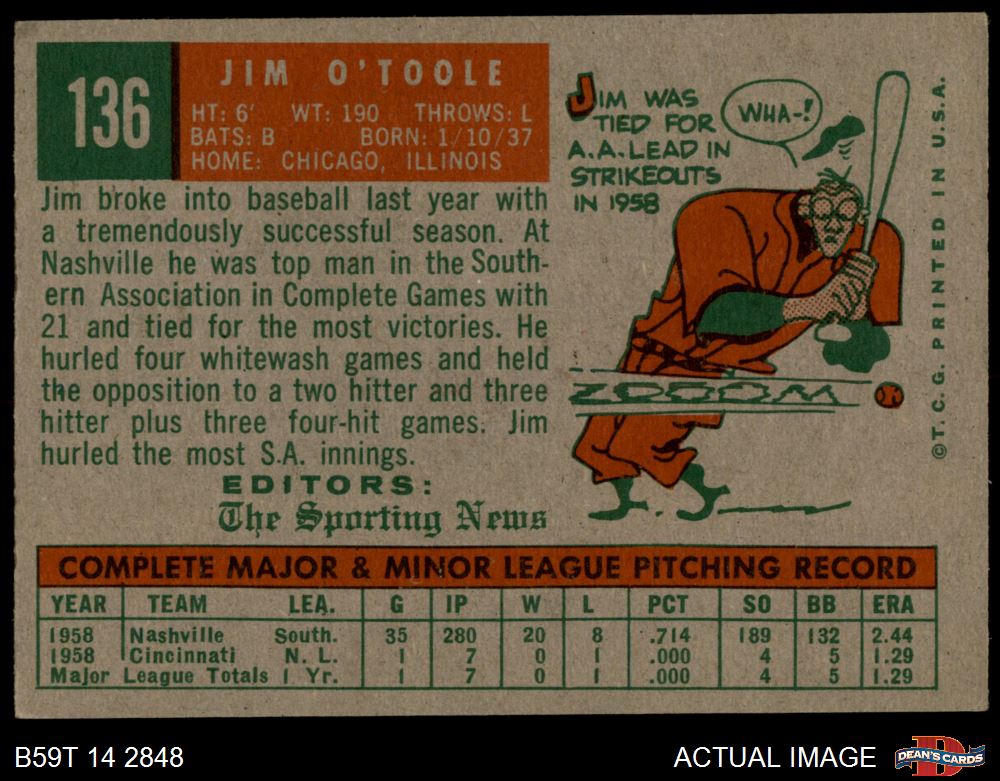 136
JIM O'TOOLE
HT: 6' WT: 190 THROWS: L
BATS: B BORN: 1/10/37
HOME: CHICAGO, ILLINOIS
Jim broke into baseball last year with
a tremendously successful season. At
Nashville he was top man in the South-
ern Association in Complete Games with
21 and tied for the most victories. He
hurled four whitewash games and held
the opposition to a two hitter and three
hitter plus three four-hit games. Jim
hurled the most S.A. innings.
EDITORS:
The Sporting News
JIM WAS
TIED FOR
A.A. LEAD IN
STRIKEOUTS
IN 1958
WHA-!
ZOOOOM
©T.C.G. PRINTED IN U.S.A.
COMPLETE MAJOR & MINOR LEAGUE PITCHING RECORD
YEAR TEAM LEA. G IP W L PCT SO BB ERA
1958 Nashville South. 35 280 20 8 .714 189 132 2.44
1958 Cincinnati N. L. 1 7 0 1 .000 4 5 1.29
Major League Totals 1 Yr. 1 7 0 1 .000 4 5 1.29
B59T 14 2848
ACTUAL IMAGE
D
DEAN'S CARDS